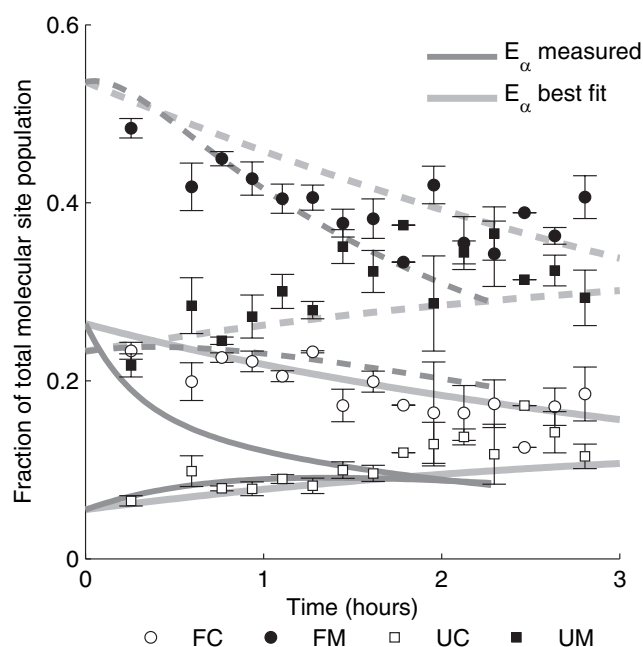 0.6
E_α measured
E_α best fit
0.4
Fraction of total molecular site population
0.2
0
0 1 2 3
Time (hours)
FC FM UC UM